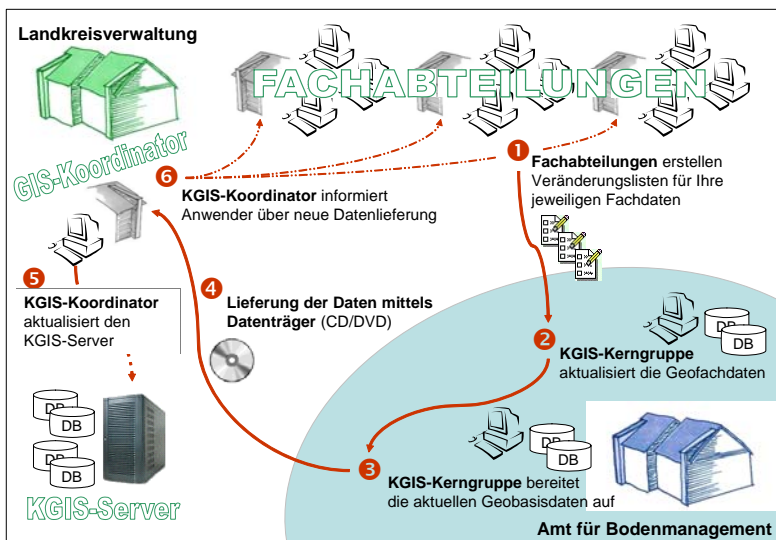 Landkreisverwaltung
FACHABTEILUNGEN
GIS-Koordinator
1
Fachabteilungen erstellen
Veränderungslisten für Ihre
jeweiligen Fachdaten
6
KGIS-Koordinator informiert
Anwender über neue Datenlieferung
5
KGIS-Koordinator
aktualisiert den
KGIS-Server
4
Lieferung der Daten mittels
Datenträger (CD/DVD)
2
KGIS-Kerngruppe
aktualisiert die Geofachdaten
DB
DB
3
KGIS-Kerngruppe bereitet
die aktuellen Geobasisdaten auf
DB
DB
DB
DB
DB
DB
KGIS-Server
Amt für Bodenmanagement